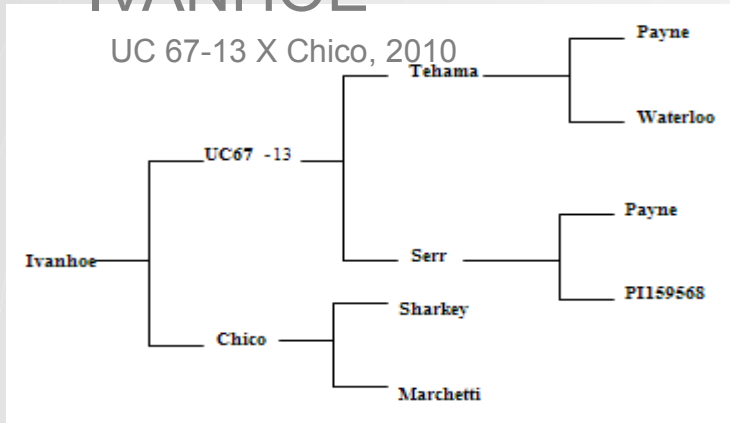 IVANHOE
UC 67-13 X Chico, 2010
Payne
Tehama
Waterloo
UC67 -13
Payne
Serr
Ivanhoe
PI159568
Sharkey
Chico
Marchetti